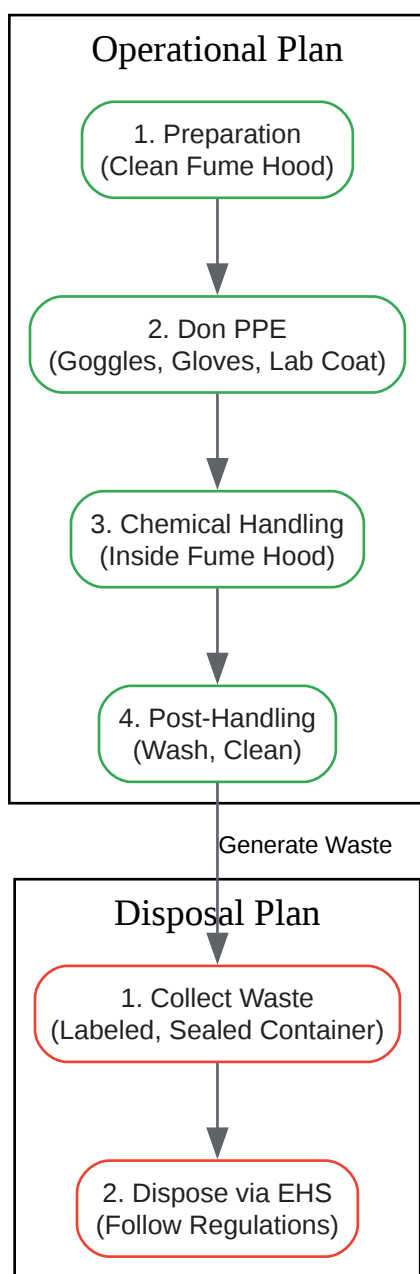 Operational Plan
1. Preparation
(Clean Fume Hood)
2. Don PPE
(Goggles, Gloves, Lab Coat)
3. Chemical Handling
(Inside Fume Hood)
4. Post-Handling
(Wash, Clean)
Generate Waste
Disposal Plan
1. Collect Waste
(Labeled, Sealed Container)
2. Dispose via EHS
(Follow Regulations)